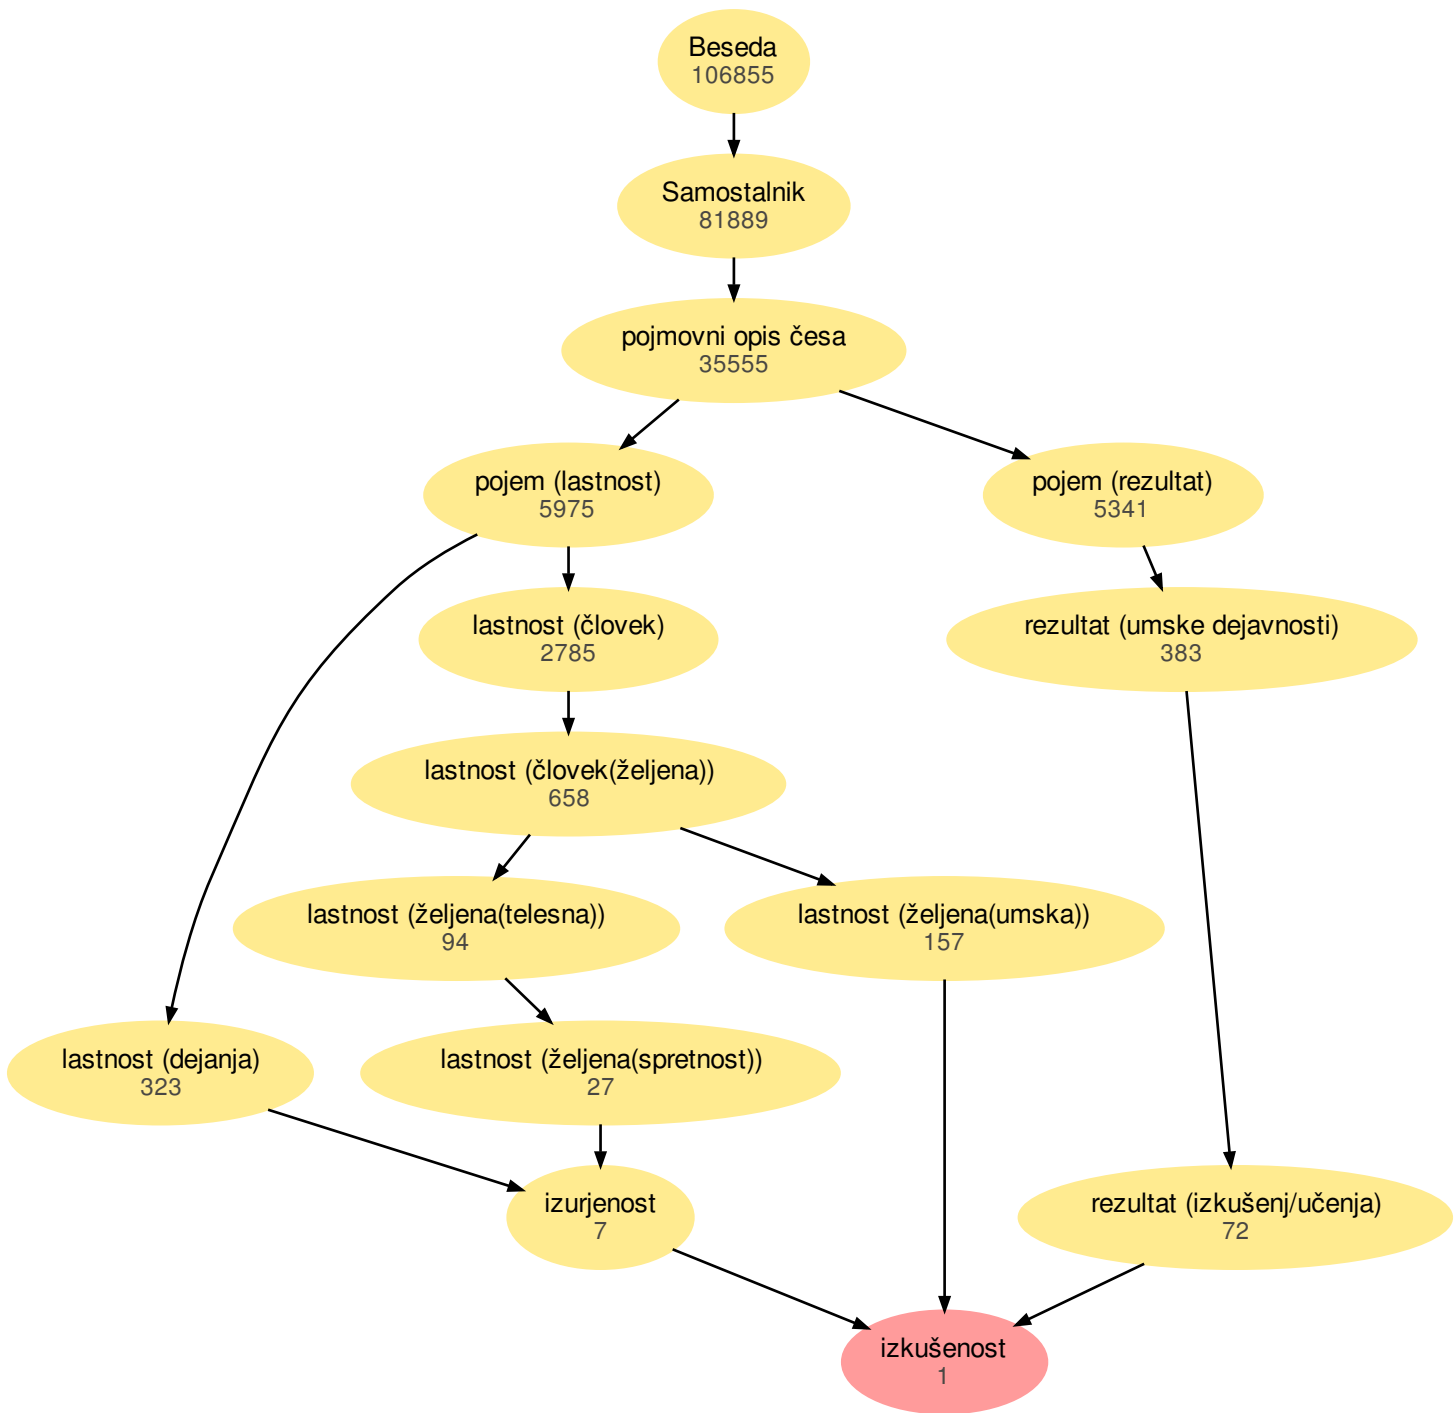 Beseda
106855
Samostalnik
81889
pojmovni opis česa
35555
pojem (lastnost)
5975
pojem (rezultat)
5341
lastnost (človek)
2785
rezultat (umske dejavnosti)
383
lastnost (človek(željena))
658
lastnost (željena(telesna))
94
lastnost (željena(umska))
157
lastnost (dejanja)
323
lastnost (željena(spretnost))
27
izurjenost
7
rezultat (izkušenj/učenja)
72
izkušenost
1